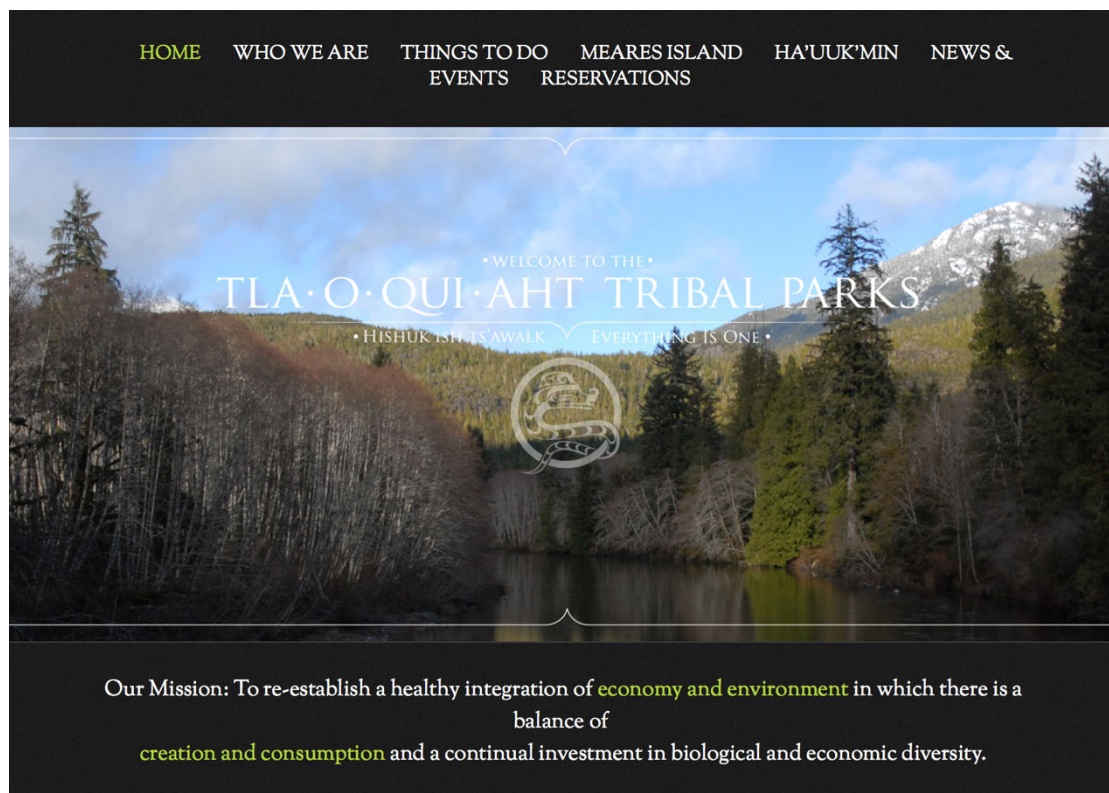 HOME WHO WE ARE THINGS TO DO MEARES ISLAND HA'UUK'MIN NEWS &
EVENTS RESERVATIONS
• WELCOME TO THE •
TLA·O·QUI·AHT TRIBAL PARKS
• HISHUK ISH TS'AWALK EVERYTHING IS ONE •
Our Mission: To re-establish a healthy integration of economy and environment in which there is a
balance of
creation and consumption and a continual investment in biological and economic diversity.